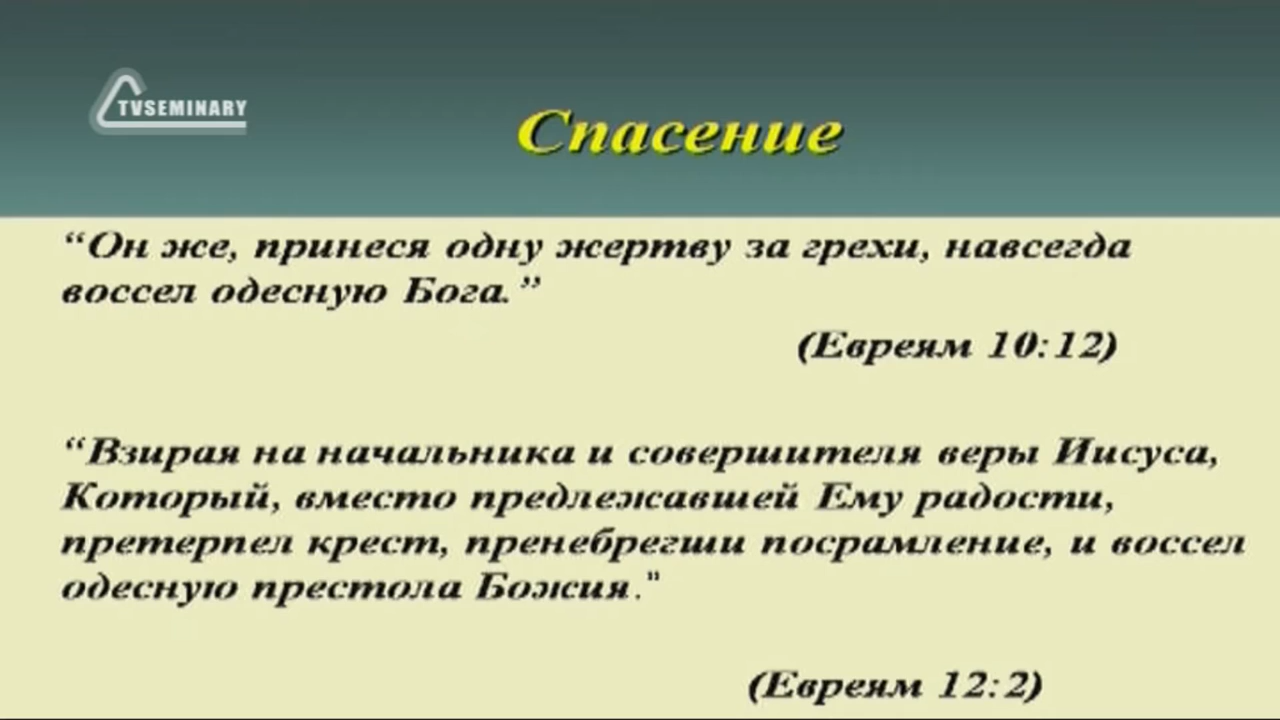 TVSEMINARY
Спасение
“Он же, принеся одну жертву за грехи, навсегда
воссел одесную Бога.”
(Евреям 10:12)
“Взирая на начальника и совершителя веры Иисуса,
Который, вместо предлежавшей Ему радости,
претерпел крест, пренебрегши посрамление, и воссел
одесную престола Божия."
(Евреям 12:2)